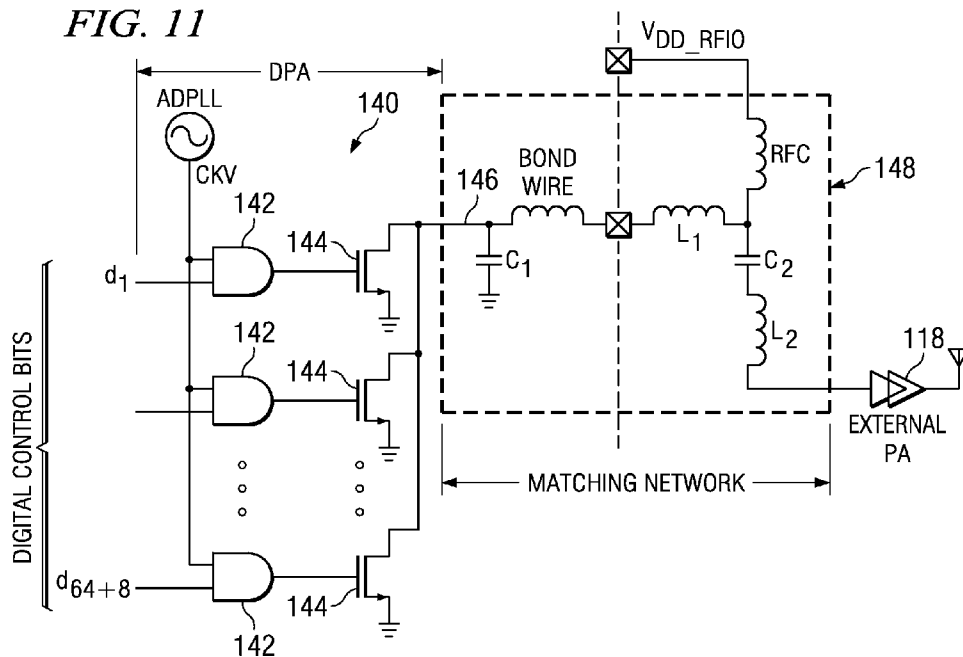 FIG. 11
DPA
ADPLL
CKV
140
V_DD_RFIO
RFC
148
BOND
WIRE
146
C1
L1
C2
L2
142
144
d1
142
144
142
144
d64+8
DIGITAL CONTROL BITS
118
EXTERNAL
PA
MATCHING NETWORK